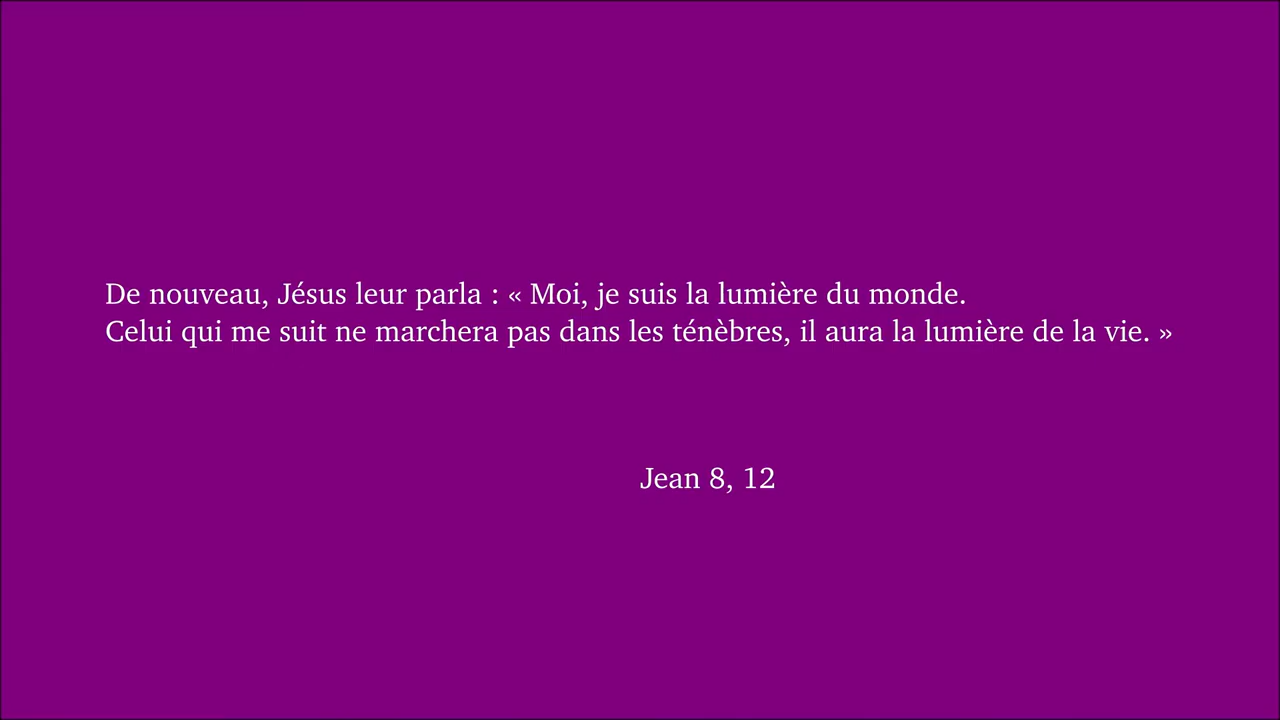 De nouveau, Jésus leur parla : « Moi, je suis la lumière du monde.
Celui qui me suit ne marchera pas dans les ténèbres, il aura la lumière de la vie. »
Jean 8, 12